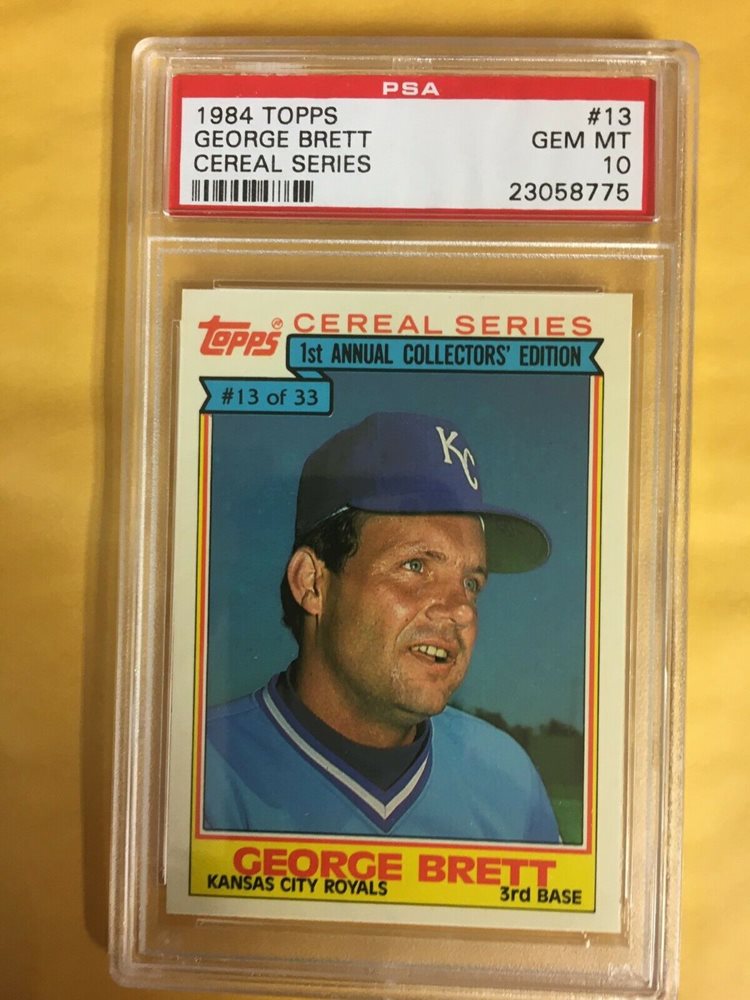 PSA
1984 TOPPS #13
GEORGE BRETT GEM MT
CEREAL SERIES 10
23058775
Topps® CEREAL SERIES
1st ANNUAL COLLECTORS' EDITION
#13 of 33
KC
GEORGE BRETT
KANSAS CITY ROYALS 3rd BASE